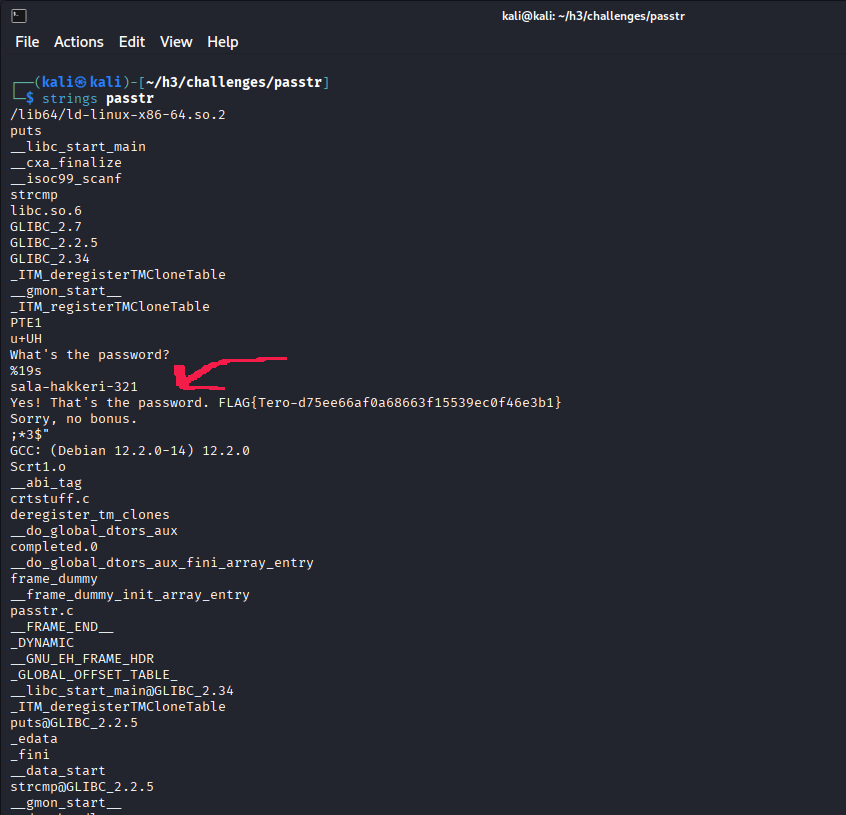 kali@kali: ~/h3/challenges/passtr
File Actions Edit View Help
┌──(kali㉿kali)-[~/h3/challenges/passtr]
└─$ strings passtr
/lib64/ld-linux-x86-64.so.2
puts
__libc_start_main
__cxa_finalize
__isoc99_scanf
strcmp
libc.so.6
GLIBC_2.7
GLIBC_2.2.5
GLIBC_2.34
_ITM_deregisterTMCloneTable
__gmon_start__
_ITM_registerTMCloneTable
PTE1
u+UH
What's the password?
%19s
sala-hakkeri-321
Yes! That's the password. FLAG{Tero-d75ee66af0a68663f15539ec0f46e3b1}
Sorry, no bonus.
;*3$"
GCC: (Debian 12.2.0-14) 12.2.0
Scrt1.o
__abi_tag
crtstuff.c
deregister_tm_clones
__do_global_dtors_aux
completed.0
__do_global_dtors_aux_fini_array_entry
frame_dummy
__frame_dummy_init_array_entry
passtr.c
__FRAME_END__
_DYNAMIC
__GNU_EH_FRAME_HDR
_GLOBAL_OFFSET_TABLE_
__libc_start_main@GLIBC_2.34
_ITM_deregisterTMCloneTable
puts@GLIBC_2.2.5
_edata
_fini
__data_start
strcmp@GLIBC_2.2.5
__gmon_start__